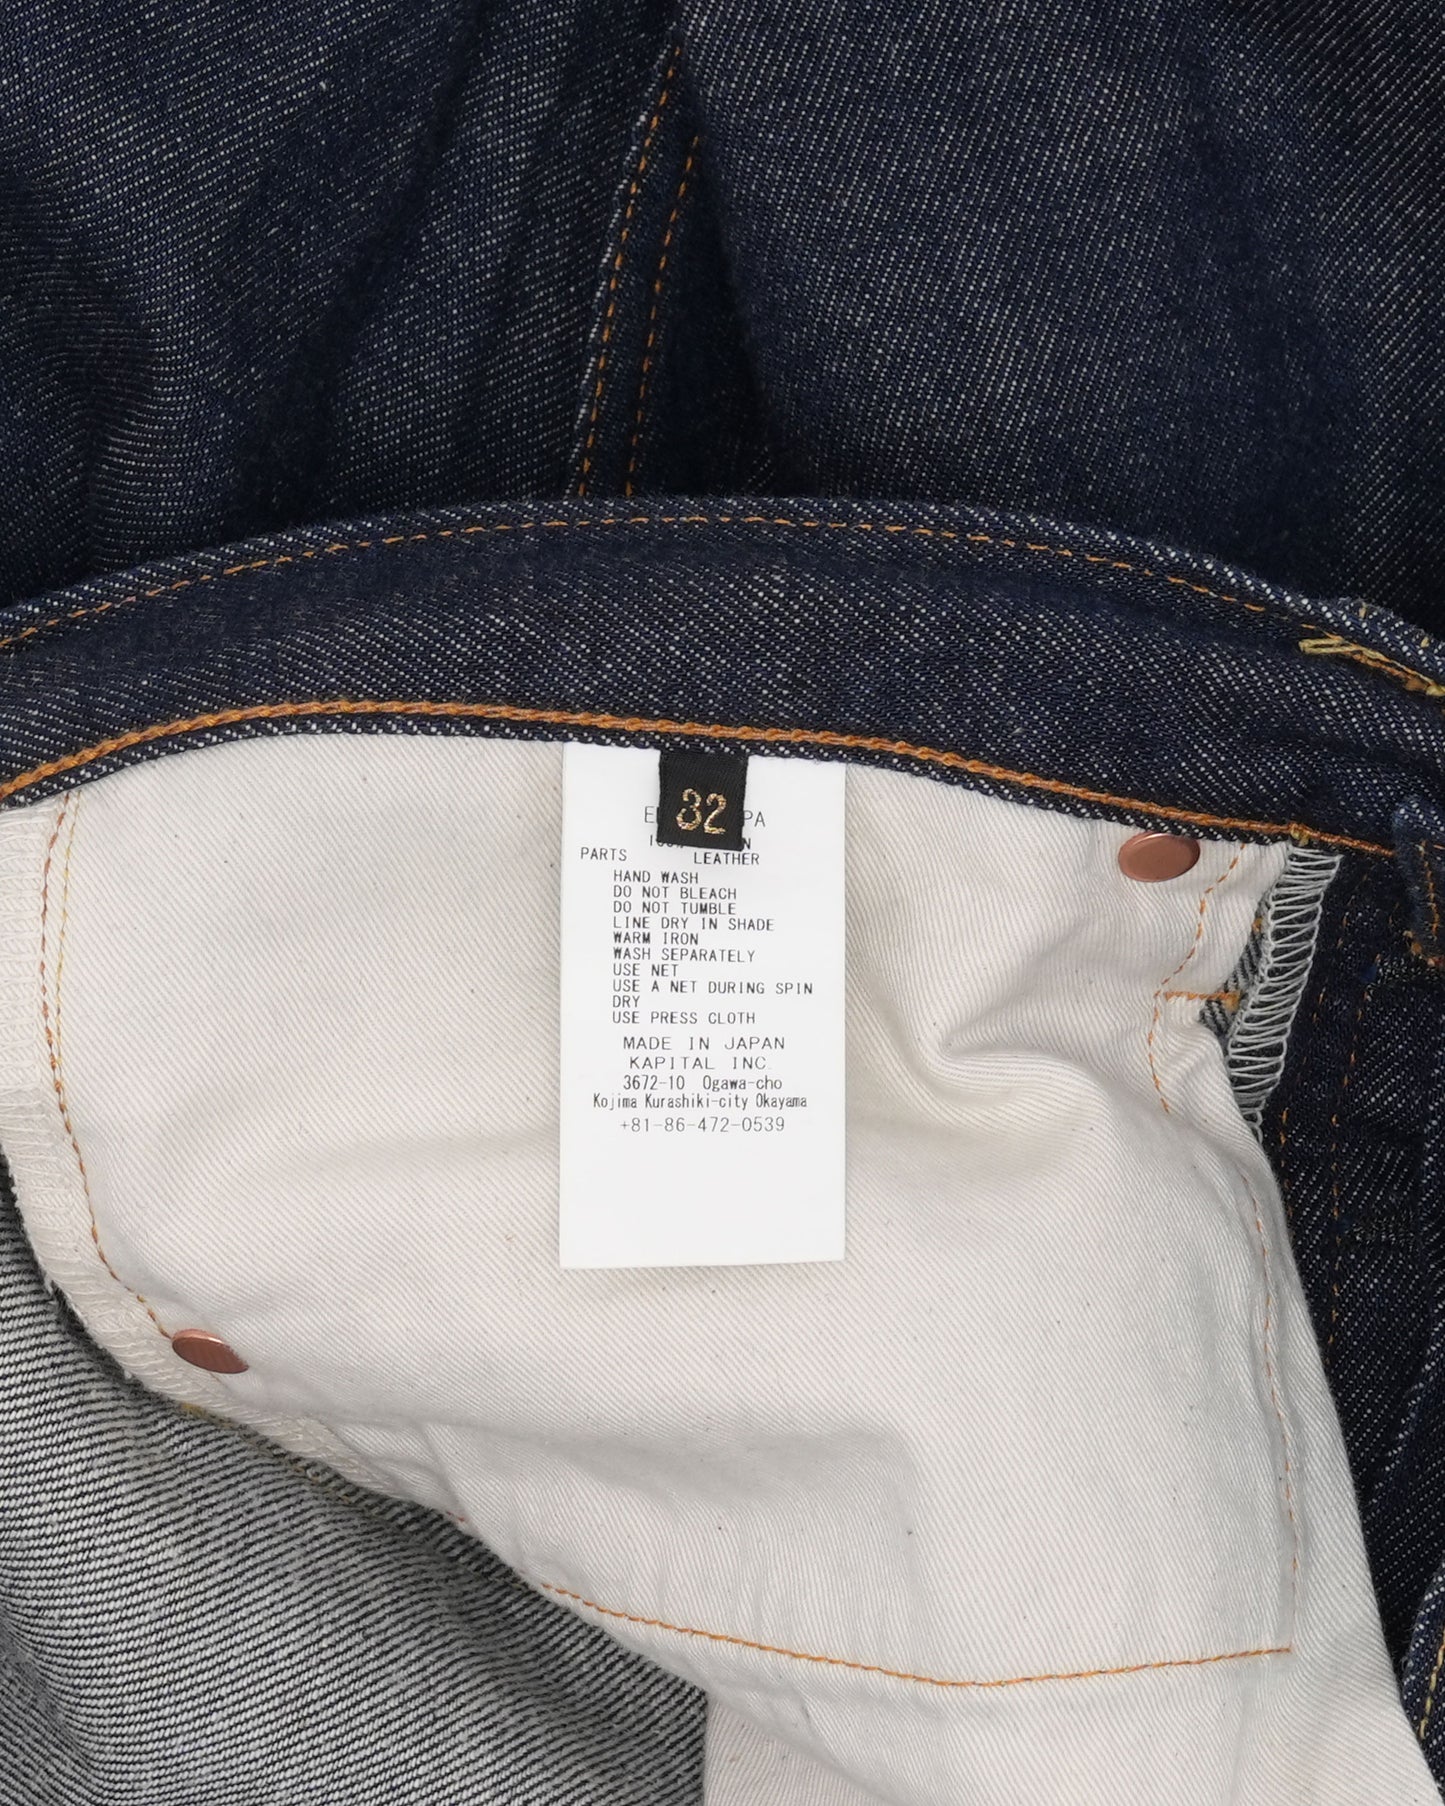 32
PARTS LEATHER
HAND WASH
DO NOT BLEACH
DO NOT TUMBLE
LINE DRY IN SHADE
WARM IRON
WASH SEPARATELY
USE NET
USE A NET DURING SPIN
DRY
USE PRESS CLOTH
MADE IN JAPAN
KAPITAL INC.
3672-10 Ogawa-cho
Kojima Kurashiki-city Okayama
+81-86-472-0539